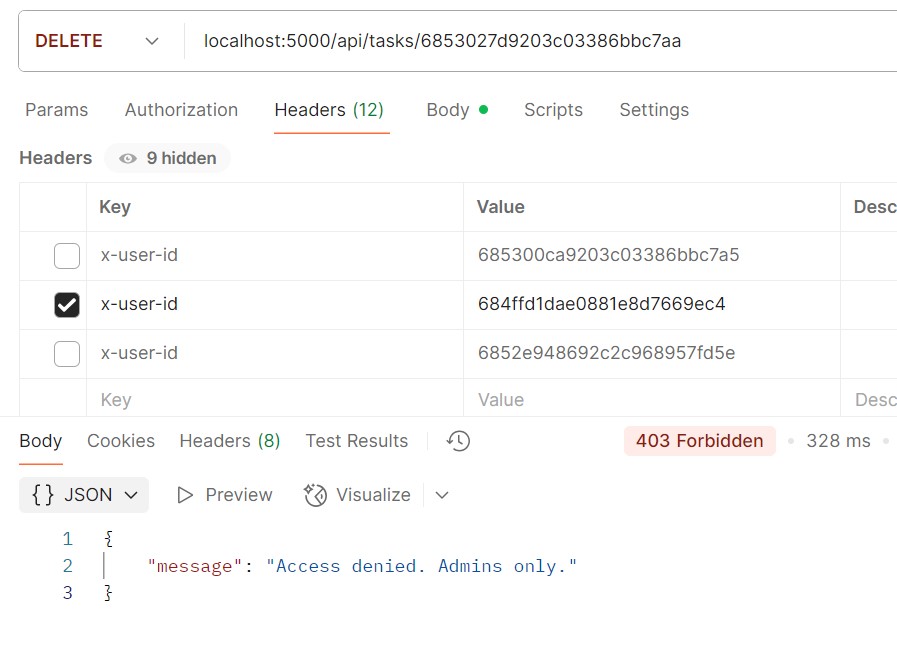 DELETE localhost:5000/api/tasks/6853027d9203c03386bbc7aa
Params Authorization Headers (12) Body Scripts Settings
Headers 9 hidden
Key Value Desc
x-user-id 685300ca9203c03386bbc7a5
x-user-id 684ffd1dae0881e8d7669ec4
x-user-id 6852e948692c2c968957fd5e
Key Value Desc
Body Cookies Headers (8) Test Results 403 Forbidden 328 ms
{} JSON Preview Visualize
1 {
2 "message": "Access denied. Admins only."
3 }